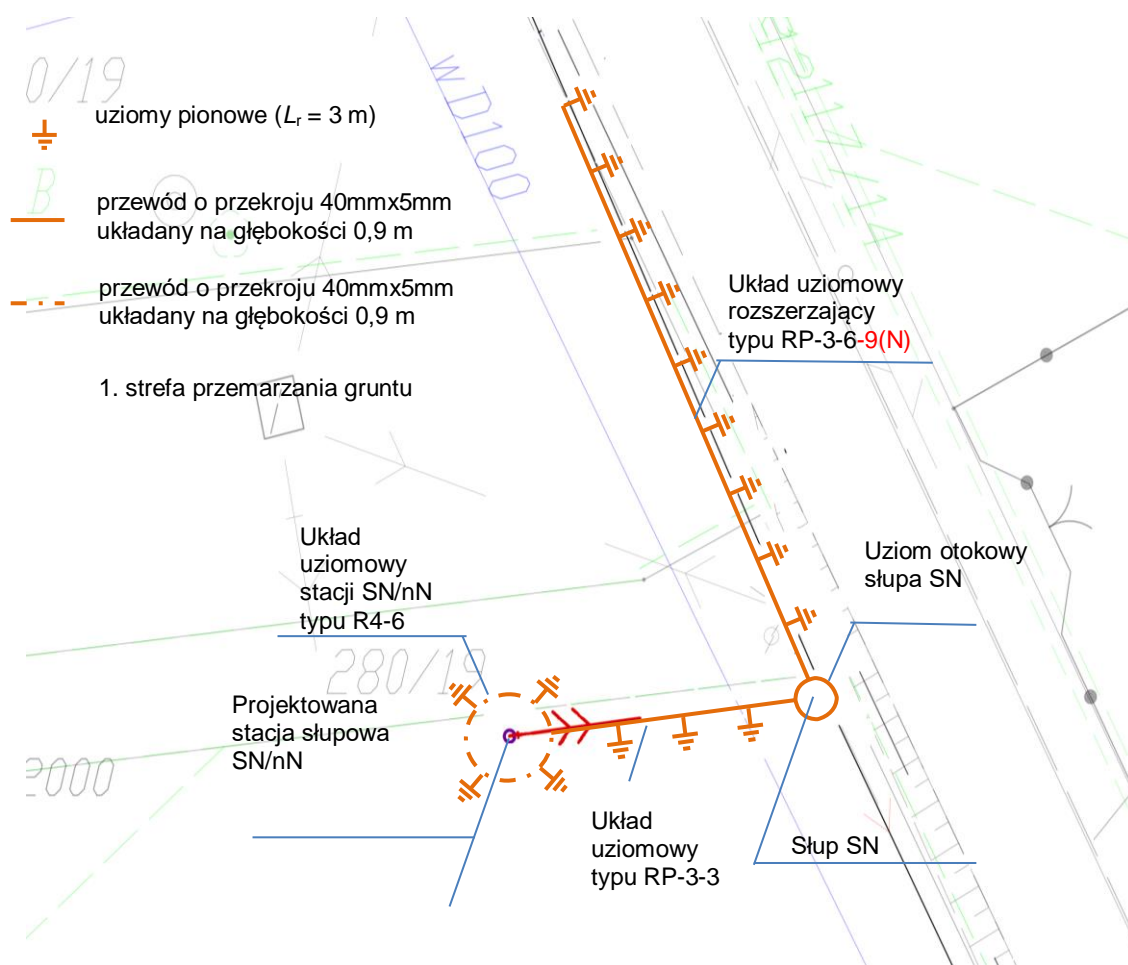 0/19
uziomy pionowe (Lr = 3 m)
B
przewód o przekroju 40mmx5mm
układany na głębokości 0,9 m
przewód o przekroju 40mmx5mm
układany na głębokości 0,9 m
1. strefa przemarzania gruntu
wD100
Układ uziomowy
rozszerzający
typu RP-3-6-9(N)
Układ
uziomowy
stacji SN/nN
typu R4-6
Uziom otokowy
słupa SN
280/19
Projektowana
stacja słupowa
SN/nN
2000
Układ
uziomowy
typu RP-3-3
Słup SN